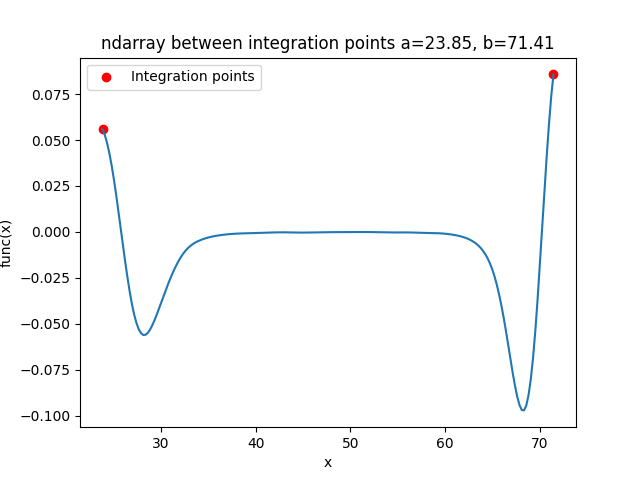 ndarray between integration points a=23.85, b=71.41
Integration points
0.075
0.050
0.025
0.000
−0.025
−0.050
−0.075
−0.100
func(x)
30 40 50 60 70
x